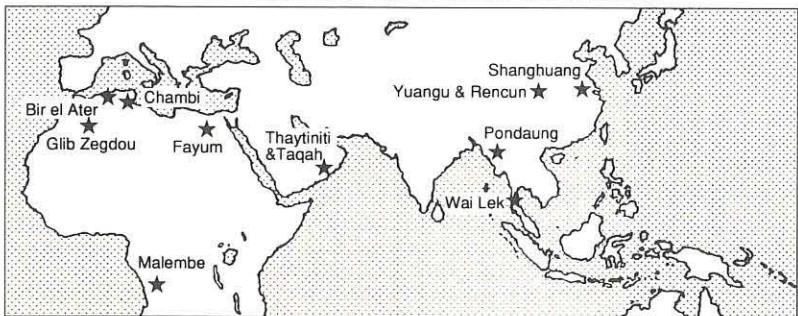 Shanghuang
Yuangu & Rencun
Chambi
Bir el Ater
Glib Zegdou
Fayum
Thaytiniti
&Taqah
Pondaung
Wai Lek
Malembe